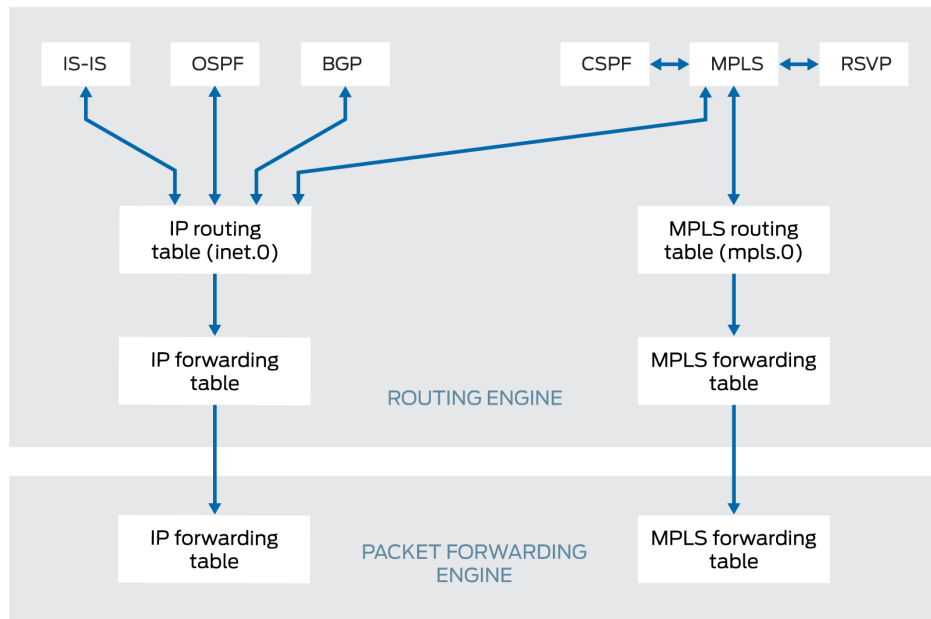 IS-IS
OSPF
BGP
CSPF
MPLS
RSVP
IP routing
table (inet.0)
MPLS routing
table (mpls.0)
IP forwarding
table
MPLS forwarding
table
ROUTING ENGINE
IP forwarding
table
MPLS forwarding
table
PACKET FORWARDING
ENGINE